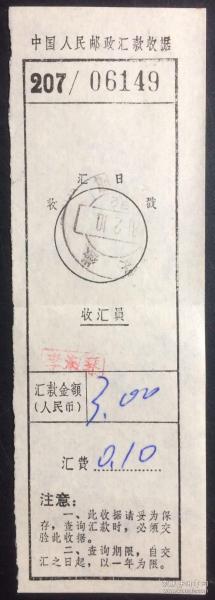 中国人民邮政汇款收据
207/06149
收汇日戳
收汇员
汇款金额
(人民币)
3.00
汇费 0.10
注意：
一、此收据请妥为保
存，查询汇款时，必须交
验此收据。
二、查询期限，自交
汇之日起，以一年为限。